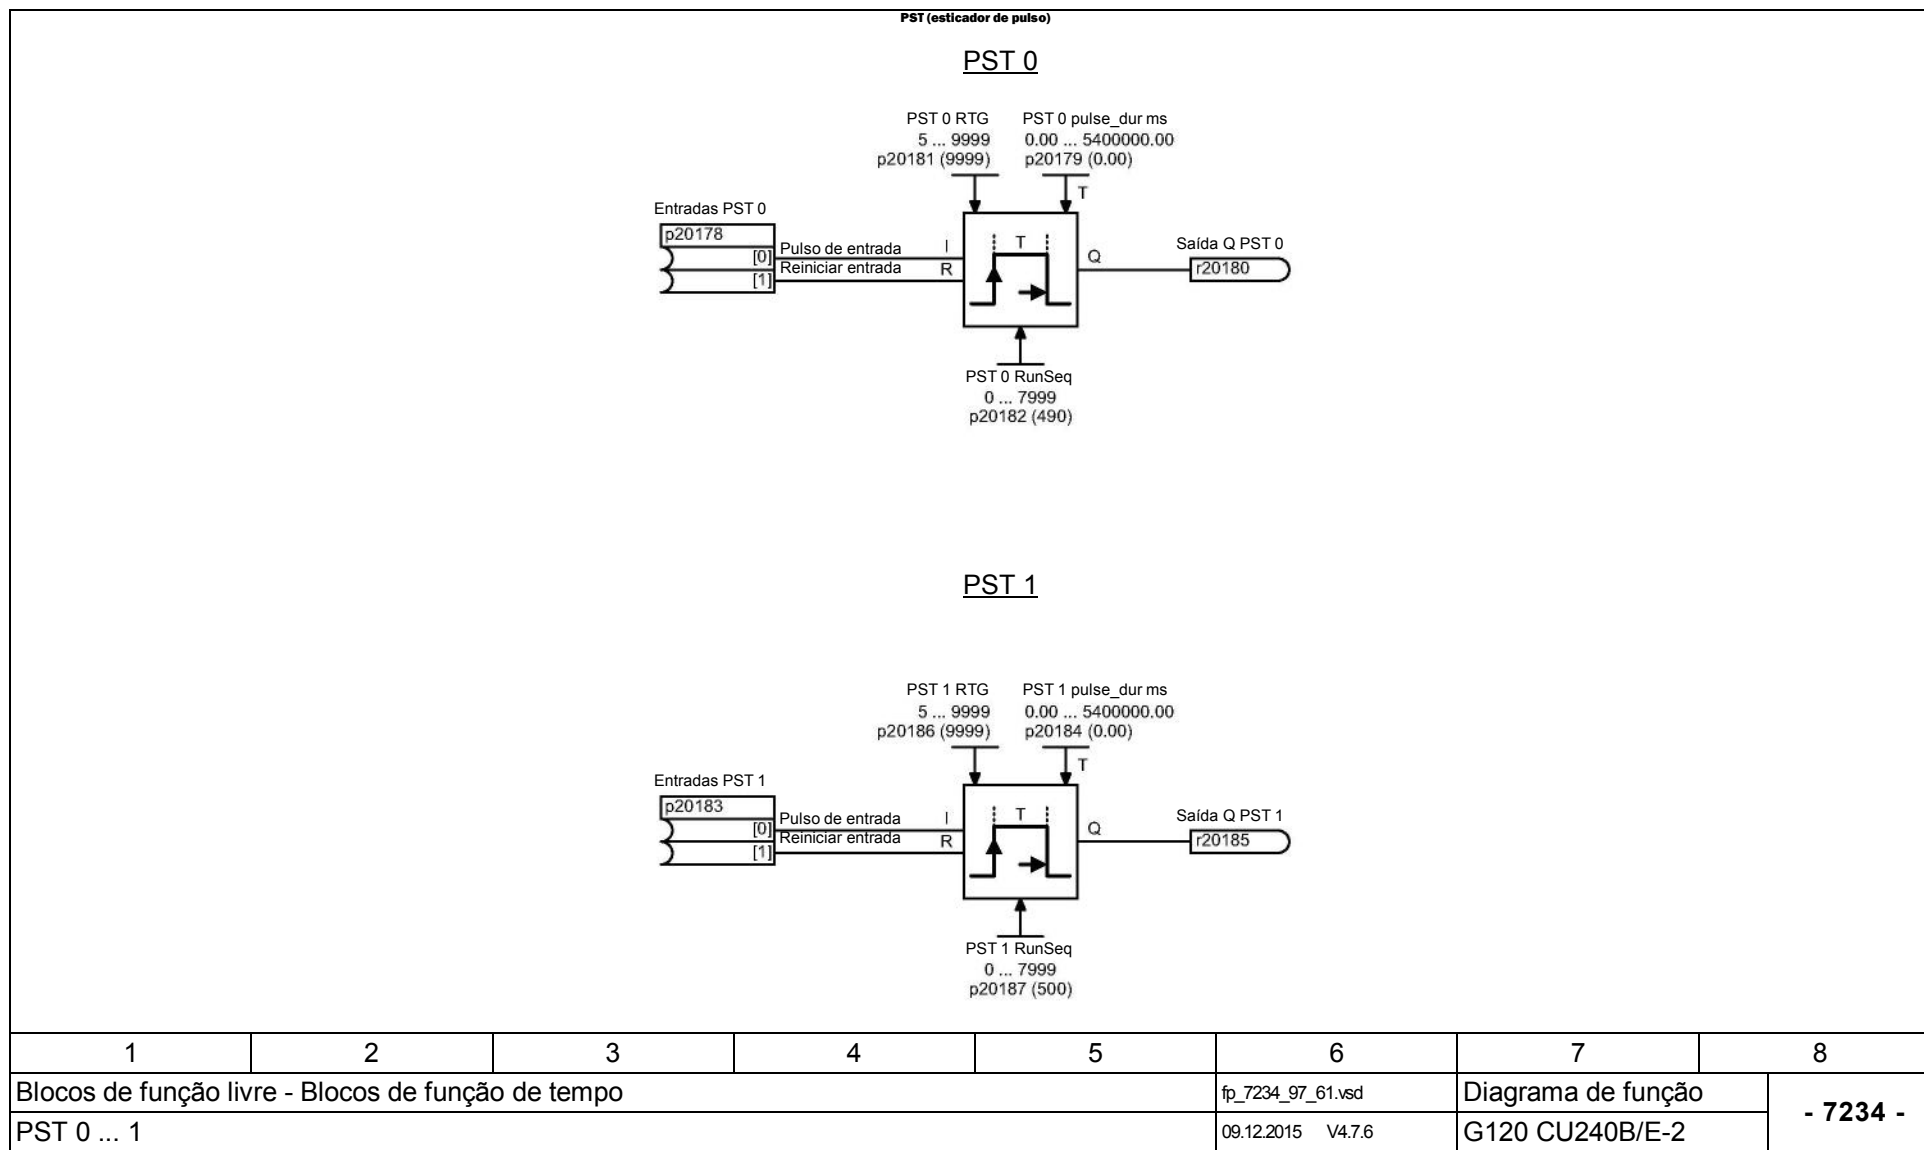 PST (esticador de pulso)
PST 0
PST 0 RTG
5 ... 9999
p20181 (9999)
PST 0 pulse_dur ms
0.00 ... 5400000.00
p20179 (0.00)
T
Entradas PST 0
p20178
[0]
[1]
Pulso de entrada
Reiniciar entrada
I
R
T
Q
Saída Q PST 0
r20180
PST 0 RunSeq
0 ... 7999
p20182 (490)
PST 1
PST 1 RTG
5 ... 9999
p20186 (9999)
PST 1 pulse_dur ms
0.00 ... 5400000.00
p20184 (0.00)
T
Entradas PST 1
p20183
[0]
[1]
Pulso de entrada
Reiniciar entrada
I
R
T
Q
Saída Q PST 1
r20185
PST 1 RunSeq
0 ... 7999
p20187 (500)
1 2 3 4 5 6 7 8
Blocos de função livre - Blocos de função de tempo
fp_7234_97_61.vsd
Diagrama de função
- 7234 -
PST 0 ... 1
09.12.2015 V4.7.6
G120 CU240B/E-2